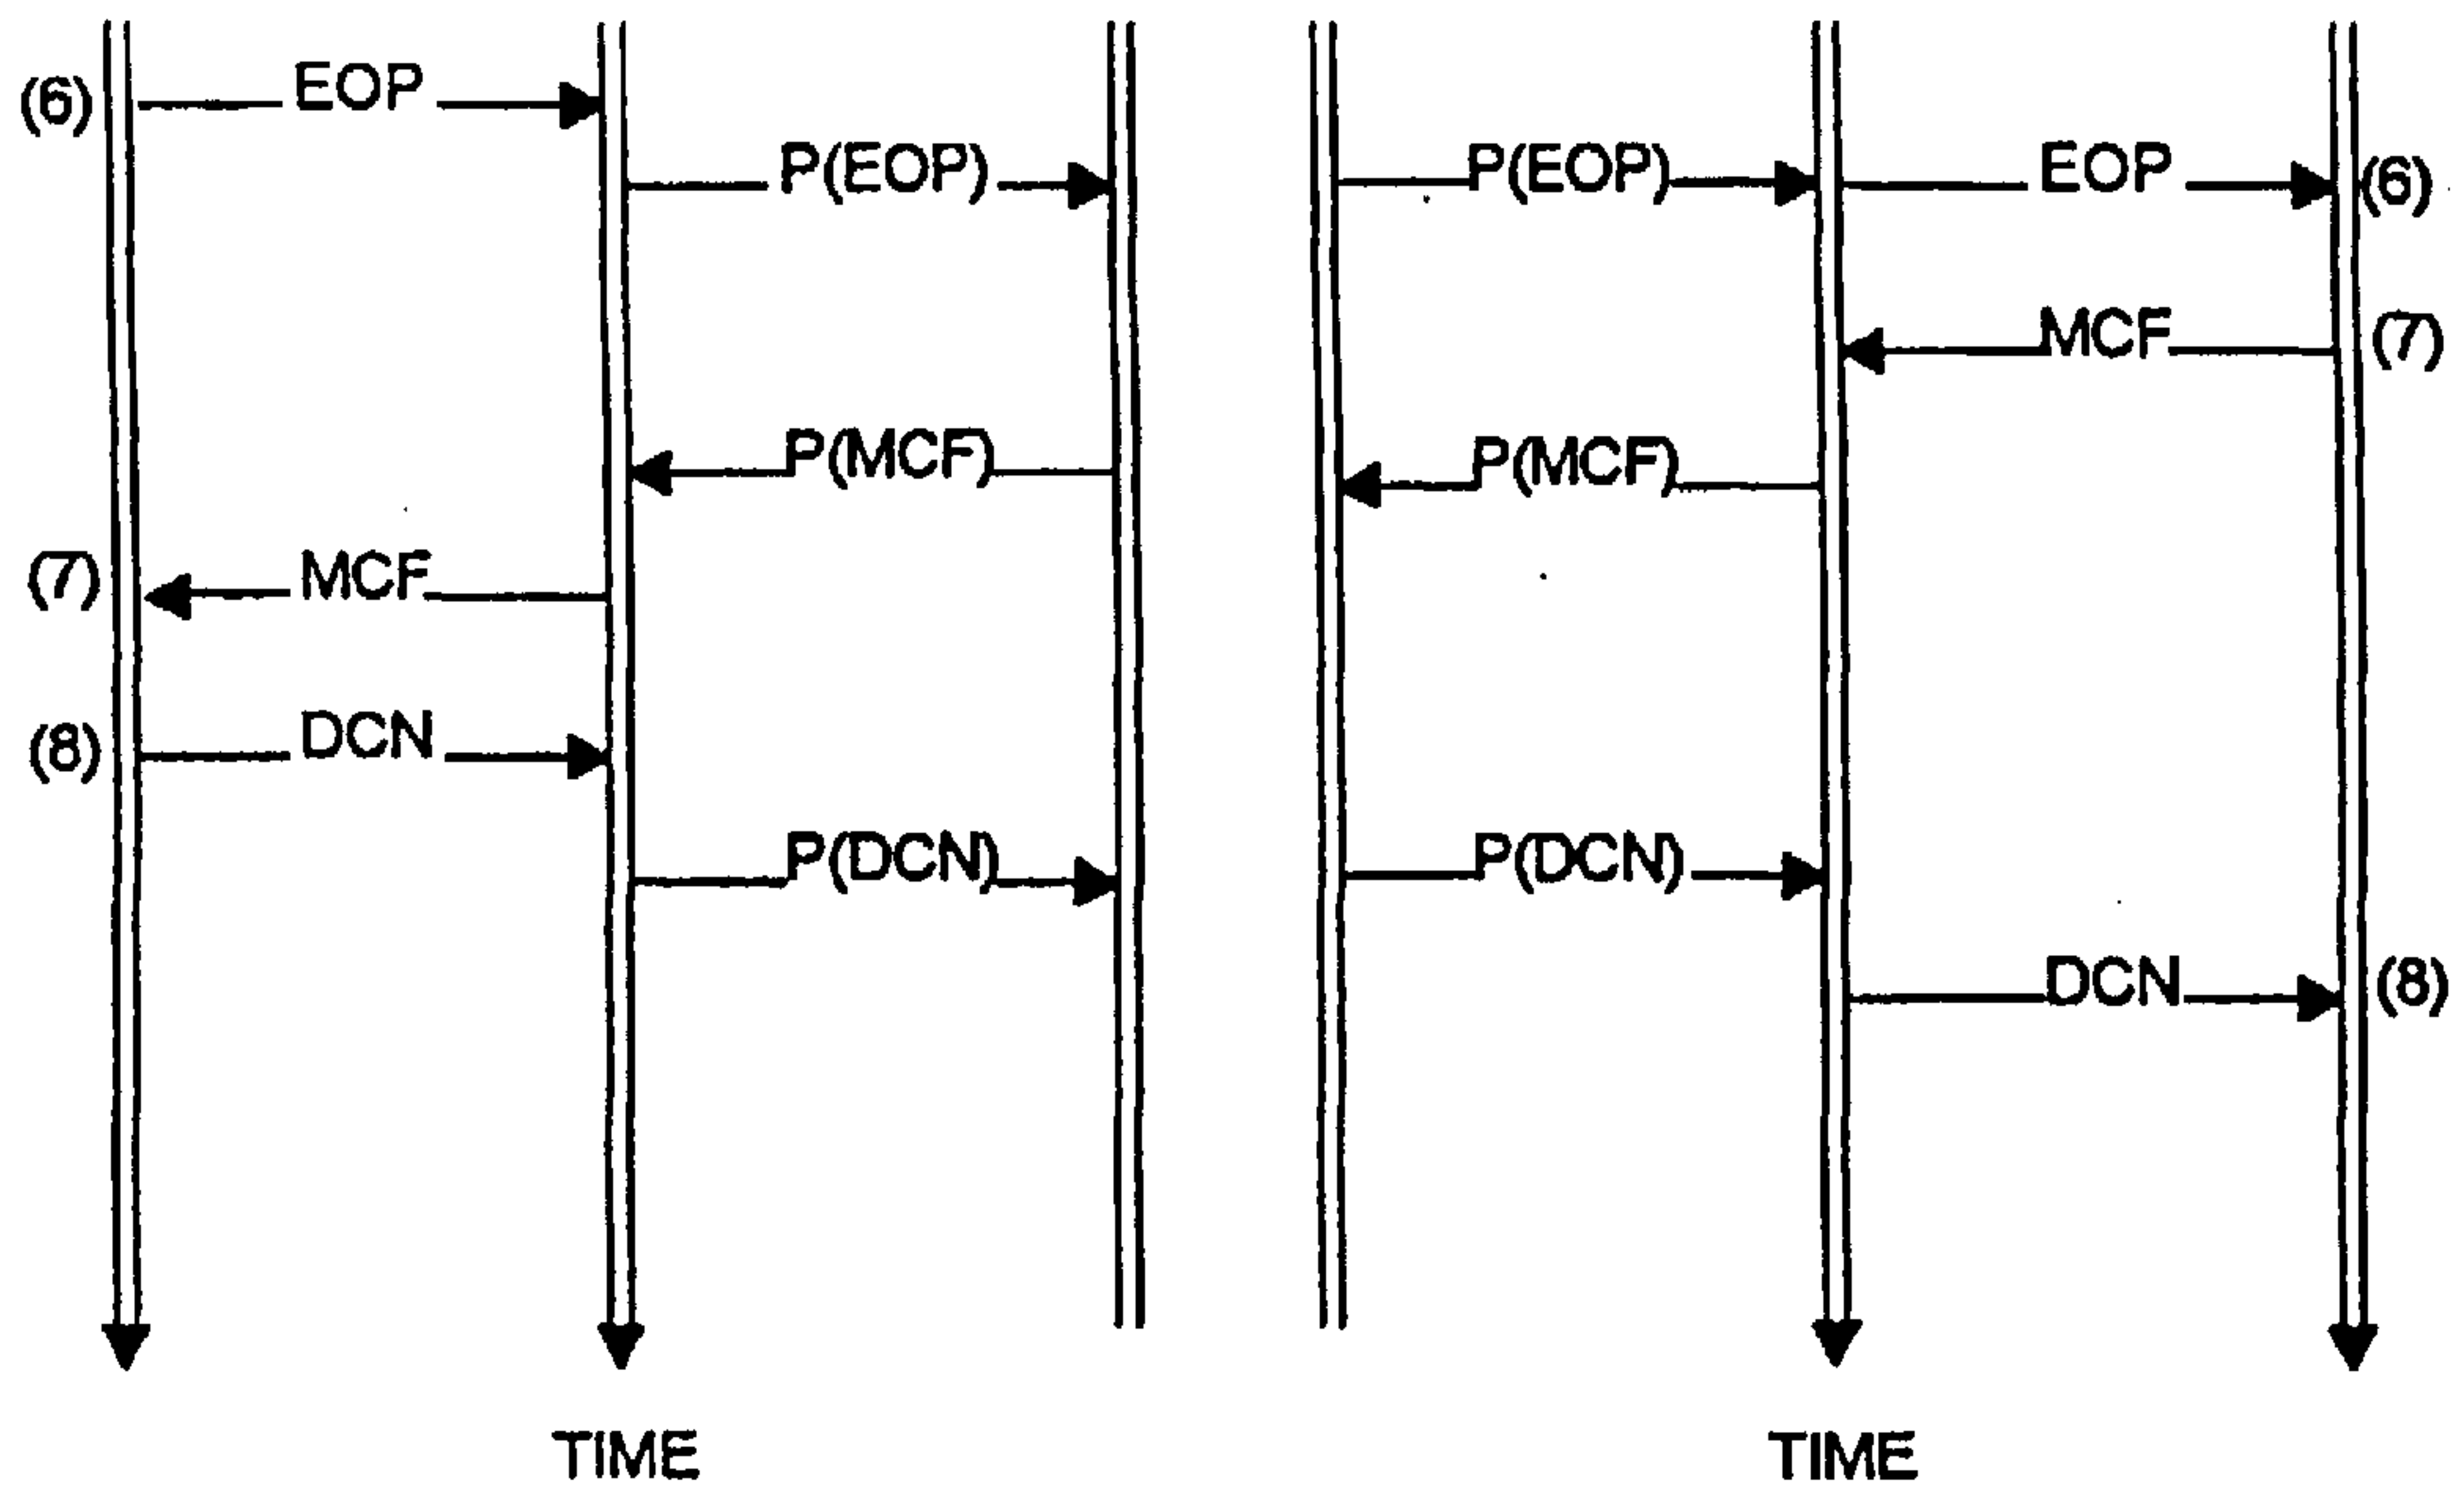 (6) EOP
P(EOP) P(EOP) EOP (6)
MCF (7)
P(MCF) P(MCF)
(7) MCF
(8) DCN
P(DCN) P(DCN)
DCN (8)
TIME TIME